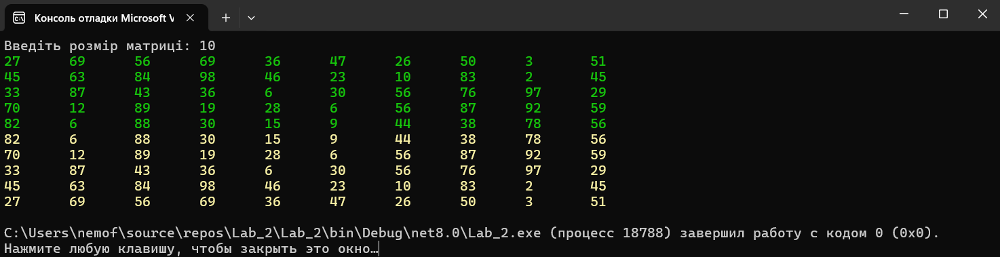 Консоль отладки Microsoft V
Введіть розмір матриці: 10
27 69 56 69 36 47 26 50 3 51
45 63 84 98 46 23 10 83 2 45
33 87 43 36 6 30 56 76 97 29
70 12 89 19 28 6 56 87 92 59
82 6 88 30 15 9 44 38 78 56
82 6 88 30 15 9 44 38 78 56
70 12 89 19 28 6 56 87 92 59
33 87 43 36 6 30 56 76 97 29
45 63 84 98 46 23 10 83 2 45
27 69 56 69 36 47 26 50 3 51
C:\Users\nemof\source\repos\Lab_2\Lab_2\bin\Debug\net8.0\Lab_2.exe (процесс 18788) завершил работу с кодом 0 (0x0).
Нажмите любую клавишу, чтобы закрыть это окно…